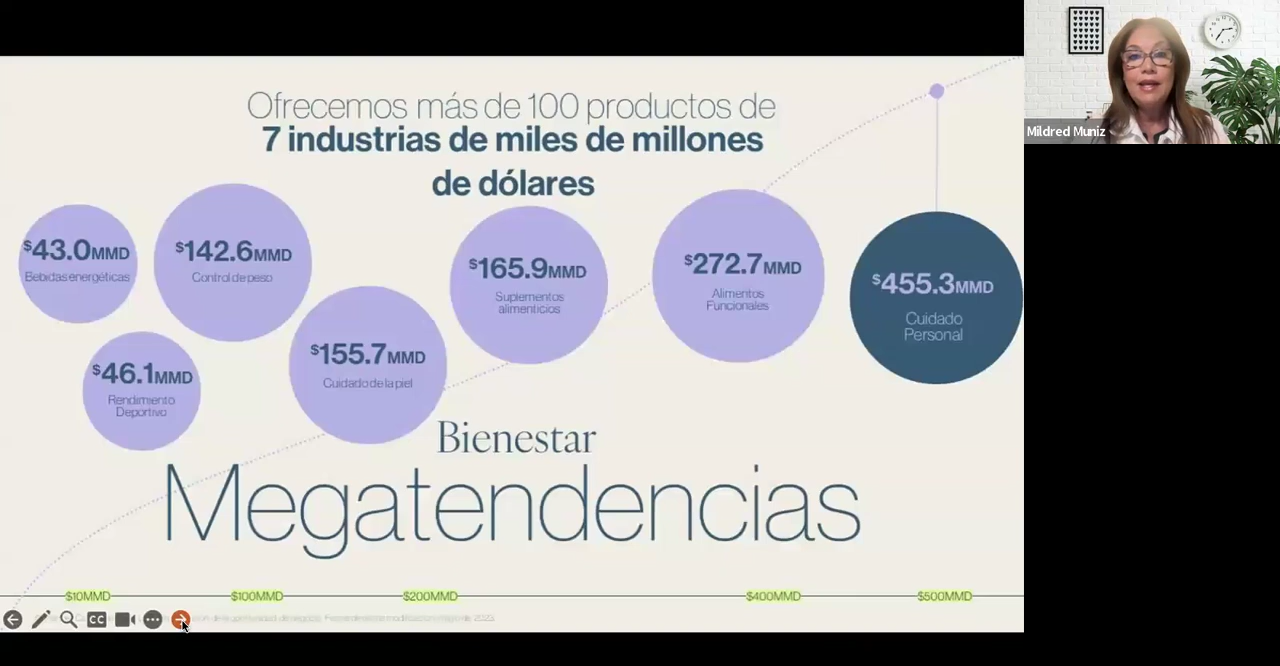 Ofrecemos más de 100 productos de
7 industrias de miles de millones
de dólares
$43.0MMD
Bebidas energéticas
$142.6MMD
Control de peso
$165.9MMD
Suplementos
alimenticios
$272.7MMD
Alimentos
Funcionales
$455.3MMD
Cuidado
Personal
$46.1MMD
Rendimiento
Deportivo
$155.7MMD
Cuidado de la piel
Bienestar
Megatendencias
$10MMD
$100MMD
$200MMD
$400MMD
$500MMD
CC
Mildred Muniz